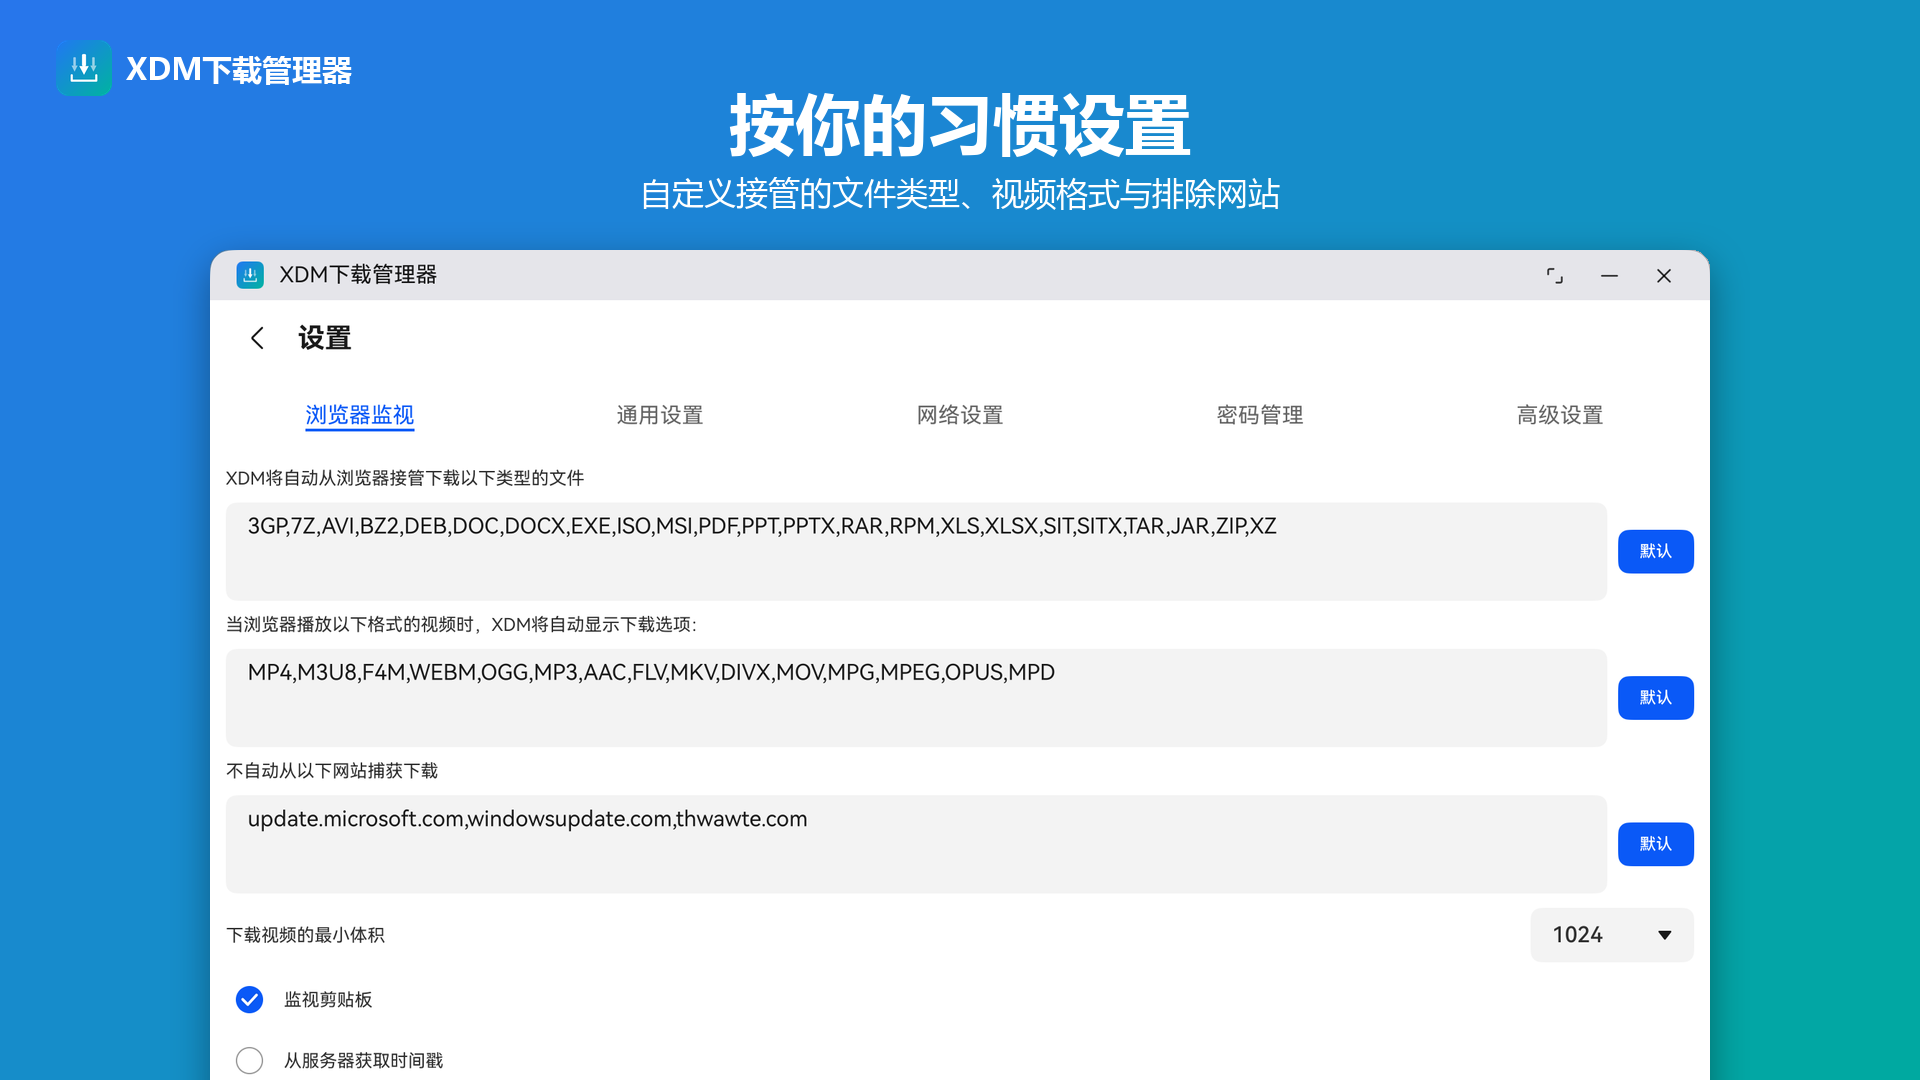 XDM下载管理器
按你的习惯设置
自定义接管的文件类型、视频格式与排除网站
XDM下载管理器
设置
浏览器监视
通用设置
网络设置
密码管理
高级设置
XDM将自动从浏览器接管下载以下类型的文件
3GP,7Z,AVI,BZ2,DEB,DOC,DOCX,EXE,ISO,MSI,PDF,PPT,PPTX,RAR,RPM,XLS,XLSX,SIT,SITX,TAR,JAR,ZIP,XZ
默认
当浏览器播放以下格式的视频时，XDM将自动显示下载选项:
MP4,M3U8,F4M,WEBM,OGG,MP3,AAC,FLV,MKV,DIVX,MOV,MPG,MPEG,OPUS,MPD
默认
不自动从以下网站捕获下载
update.microsoft.com,windowsupdate.com,thwawte.com
默认
下载视频的最小体积
1024
监视剪贴板
从服务器获取时间戳